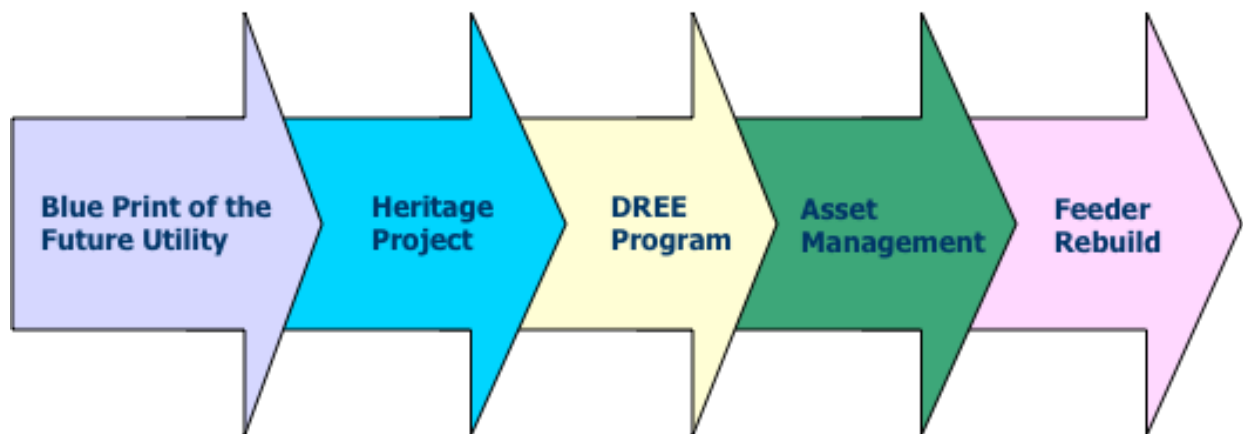 Blue Print of the
Future Utility
Heritage
Project
DREE
Program
Asset
Management
Feeder
Rebuild